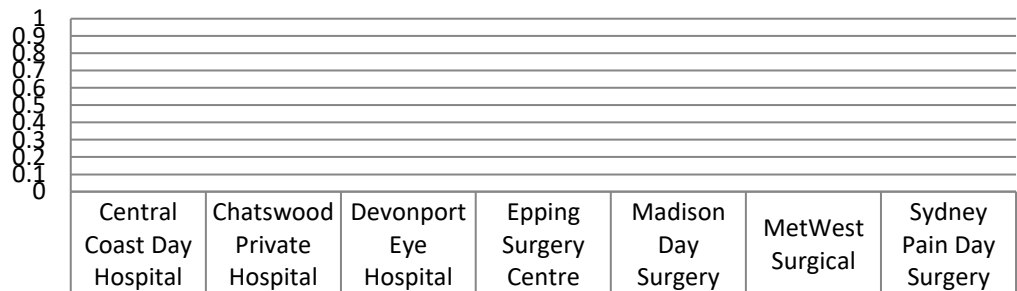 1
0.9
0.8
0.7
0.6
0.5
0.4
0.3
0.2
0.1
0
Central
Coast Day
Hospital
Chatswood
Private
Hospital
Devonport
Eye
Hospital
Epping
Surgery
Centre
Madison
Day
Surgery
MetWest
Surgical
Sydney
Pain Day
Surgery